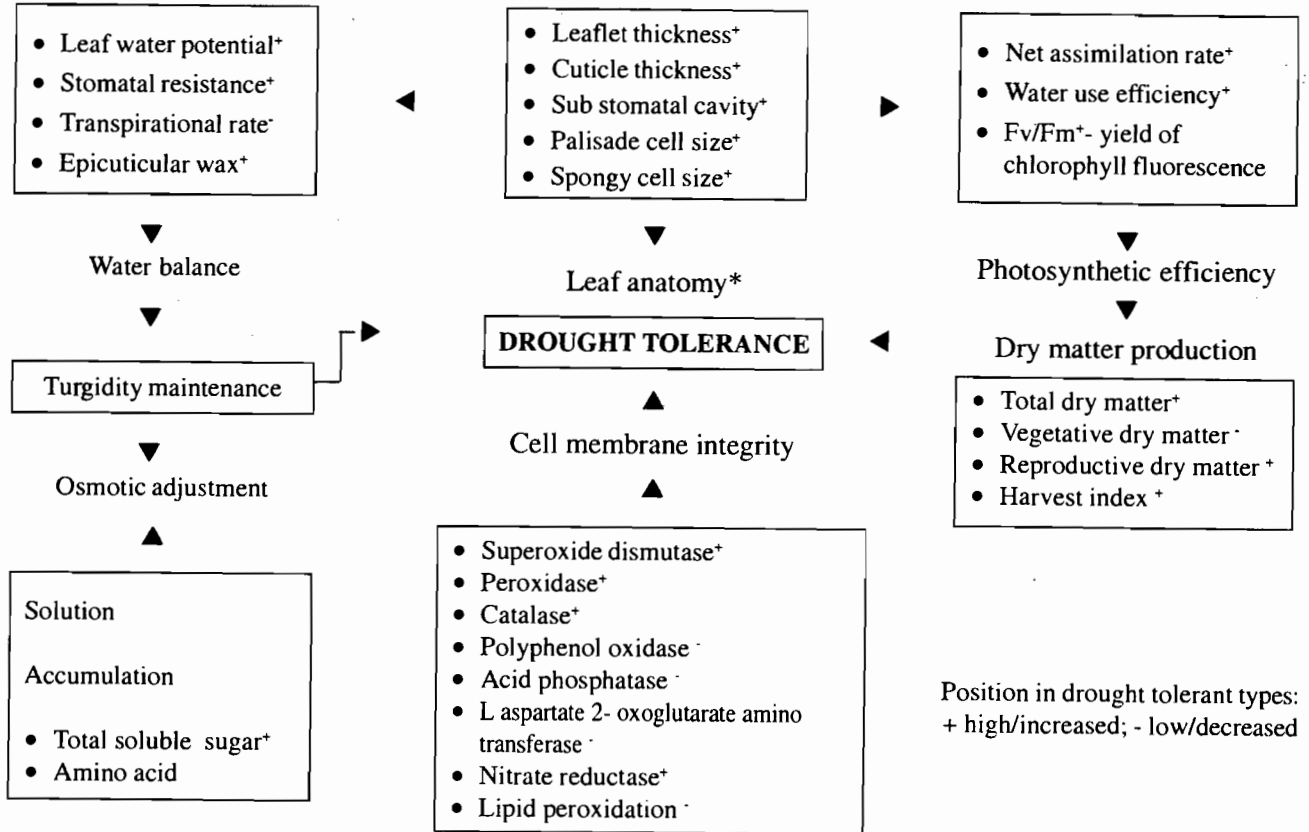 • Leaf water potential⁺
• Stomatal resistance⁺
• Transpirational rate⁻
• Epicuticular wax⁺
Water balance
Turgidity maintenance
Osmotic adjustment
Solution
Accumulation
• Total soluble sugar⁺
• Amino acid
• Leaflet thickness⁺
• Cuticle thickness⁺
• Sub stomatal cavity⁺
• Palisade cell size⁺
• Spongy cell size⁺
Leaf anatomy*
DROUGHT TOLERANCE
Cell membrane integrity
• Superoxide dismutase⁺
• Peroxidase⁺
• Catalase⁺
• Polyphenol oxidase ⁻
• Acid phosphatase ⁻
• L aspartate 2- oxoglutarate amino
transferase ⁻
• Nitrate reductase⁺
• Lipid peroxidation ⁻
• Net assimilation rate⁺
• Water use efficiency⁺
• Fv/Fm⁺- yield of
chlorophyll fluorescence
Photosynthetic efficiency
Dry matter production
• Total dry matter⁺
• Vegetative dry matter ⁻
• Reproductive dry matter ⁺
• Harvest index ⁺
Position in drought tolerant types:
+ high/increased; - low/decreased